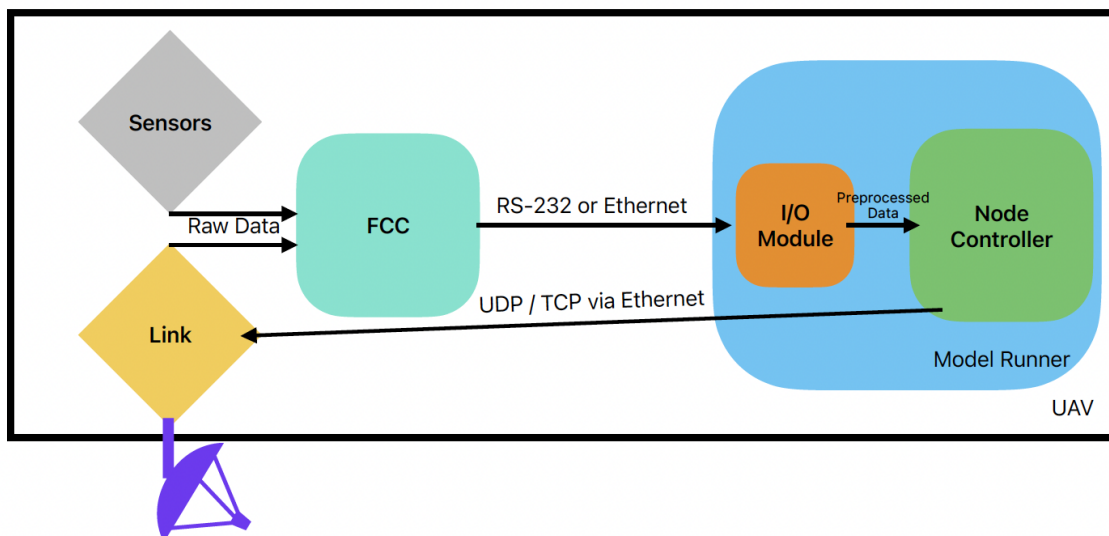 Sensors
Raw Data
FCC
RS-232 or Ethernet
I/O
Module
Preprocessed
Data
Node
Controller
UDP / TCP via Ethernet
Link
Model Runner
UAV